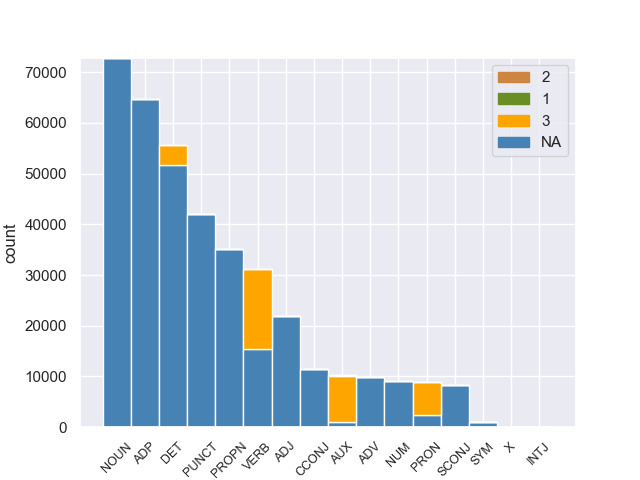 2
1
3
NA
70000
60000
50000
40000
30000
20000
10000
0
count
NOUN
ADP
DET
PUNCT
PROPN
VERB
ADJ
CCONJ
AUX
ADV
NUM
PRON
SCONJ
SYM
X
INTJ